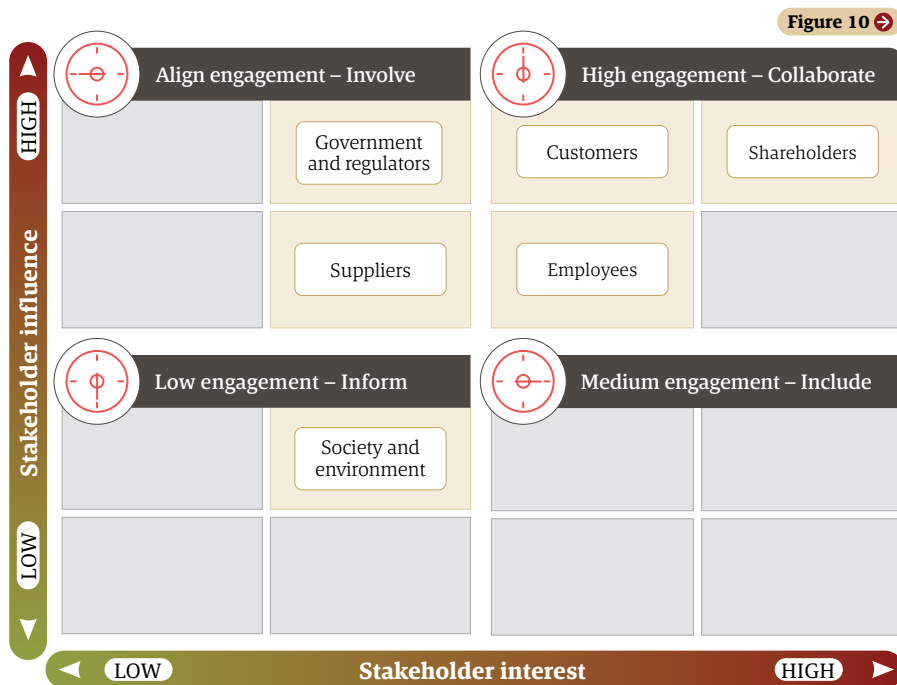 Figure 10
Align engagement – Involve
High engagement – Collaborate
HIGH
Government
and regulators
Customers
Shareholders
Suppliers
Employees
Stakeholder influence
Low engagement – Inform
Medium engagement – Include
Society and
environment
LOW
LOW
Stakeholder interest
HIGH